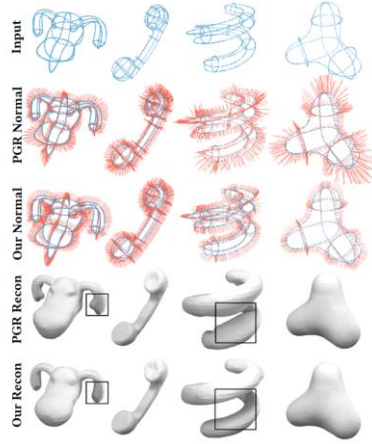 Input
PGR Normal
Our Normal
PGR Recon
Our Recon